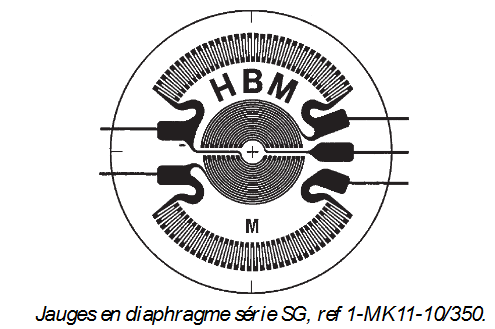 HBM
M
Jauges en diaphragme série SG, ref 1-MK11-10/350.